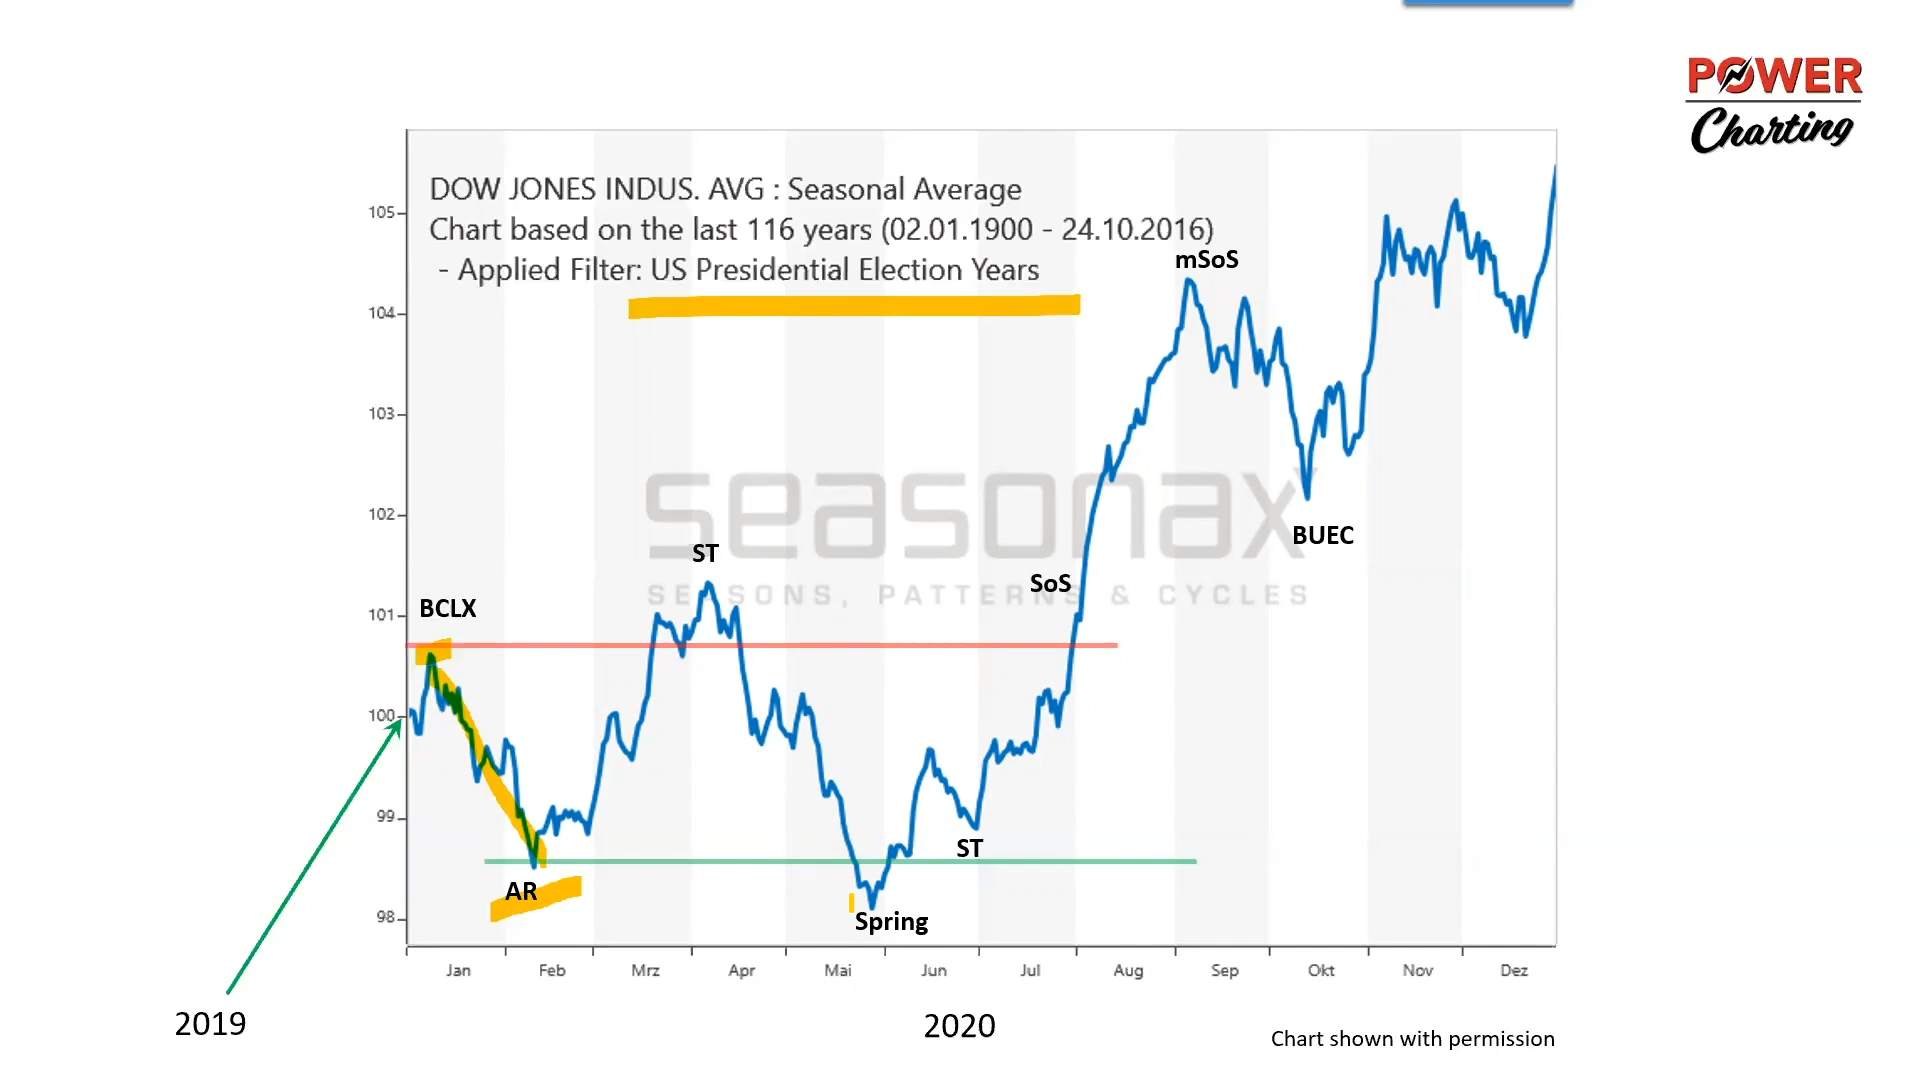 POWER
Charting
DOW JONES INDUS. AVG : Seasonal Average
Chart based on the last 116 years (02.01.1900 - 24.10.2016)
- Applied Filter: US Presidential Election Years
mSoS
105
104
103
102
101
100
99
98
seasonax
SEASONS, PATTERNS & CYCLES
BUEC
ST
SoS
BCLX
ST
AR
Spring
Jan Feb Mrz Apr Mai Jun Jul Aug Sep Okt Nov Dez
2019
2020
Chart shown with permission